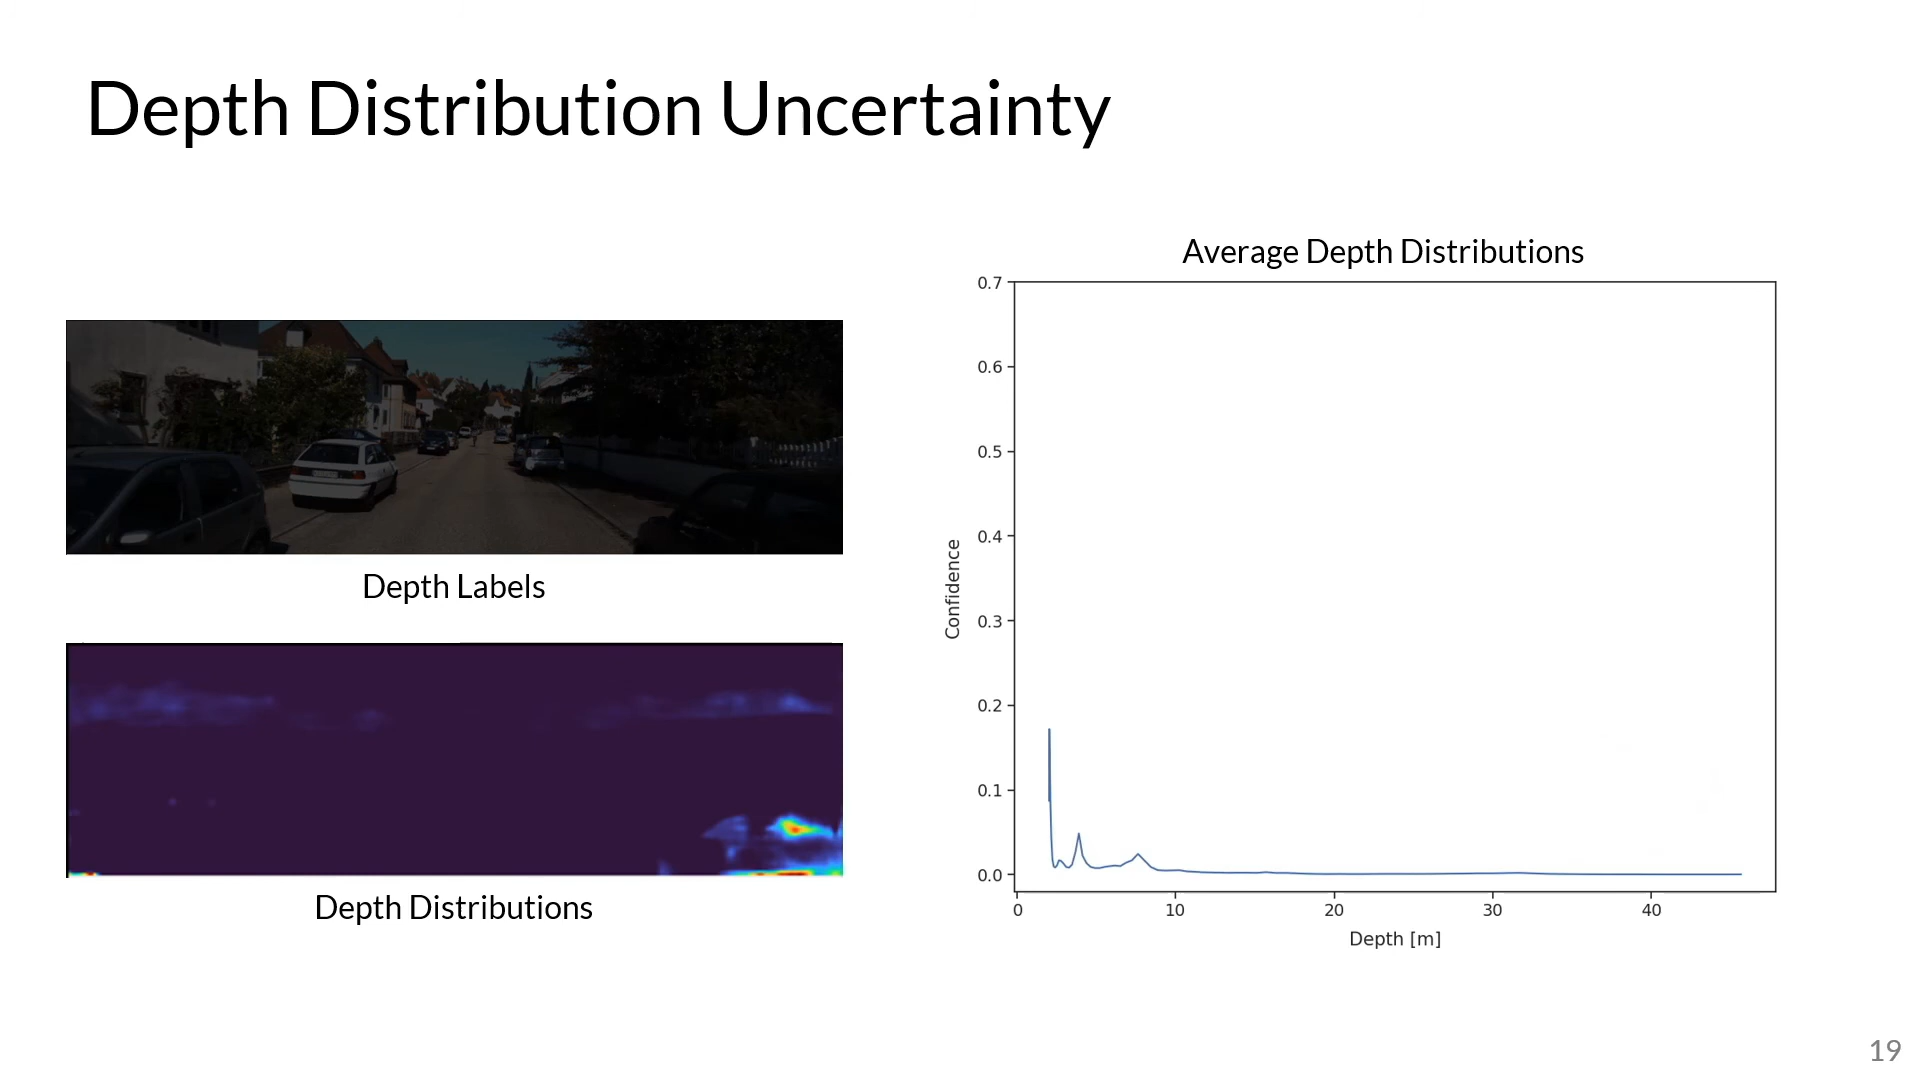 Depth Distribution Uncertainty
Depth Labels
Depth Distributions
Average Depth Distributions
0.7
0.6
0.5
0.4
0.3
0.2
0.1
0.0
Confidence
0 10 20 30 40
Depth [m]
19